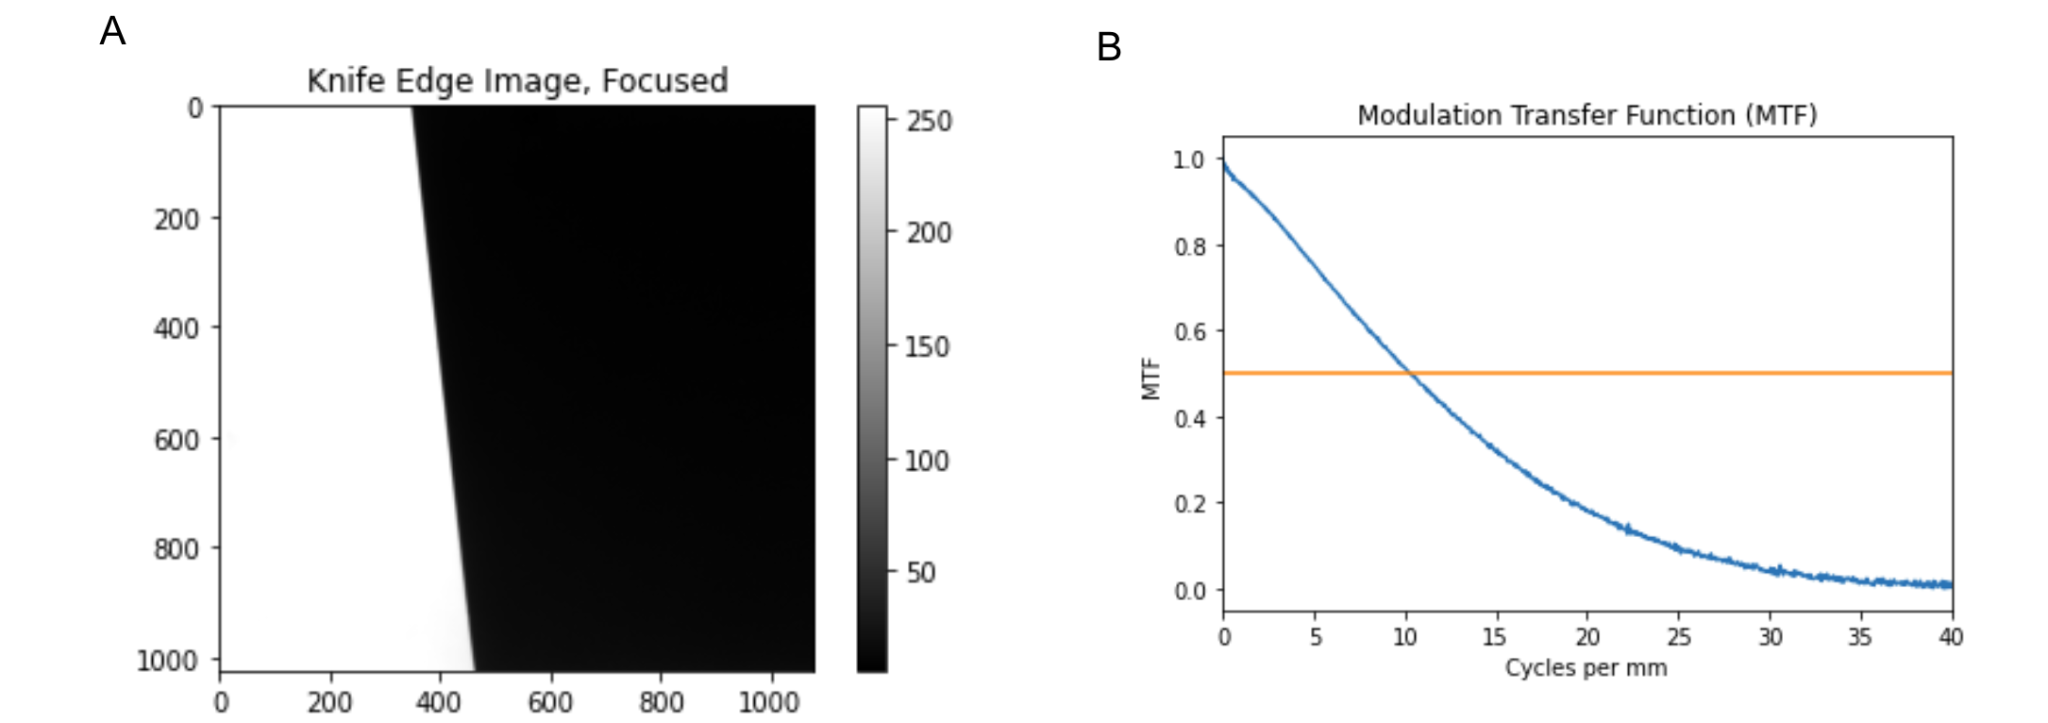 A
Knife Edge Image, Focused
0
200
400
600
800
1000
0 200 400 600 800 1000
250
200
150
100
50
B
Modulation Transfer Function (MTF)
1.0
0.8
0.6
0.4
0.2
0.0
MTF
0 5 10 15 20 25 30 35 40
Cycles per mm